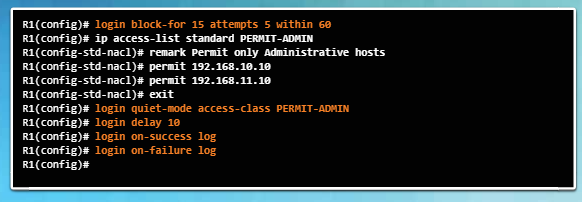 R1(config)# login block-for 15 attempts 5 within 60
R1(config)# ip access-list standard PERMIT-ADMIN
R1(config-std-nacl)# remark Permit only Administrative hosts
R1(config-std-nacl)# permit 192.168.10.10
R1(config-std-nacl)# permit 192.168.11.10
R1(config-std-nacl)# exit
R1(config)# login quiet-mode access-class PERMIT-ADMIN
R1(config)# login delay 10
R1(config)# login on-success log
R1(config)# login on-failure log
R1(config)#